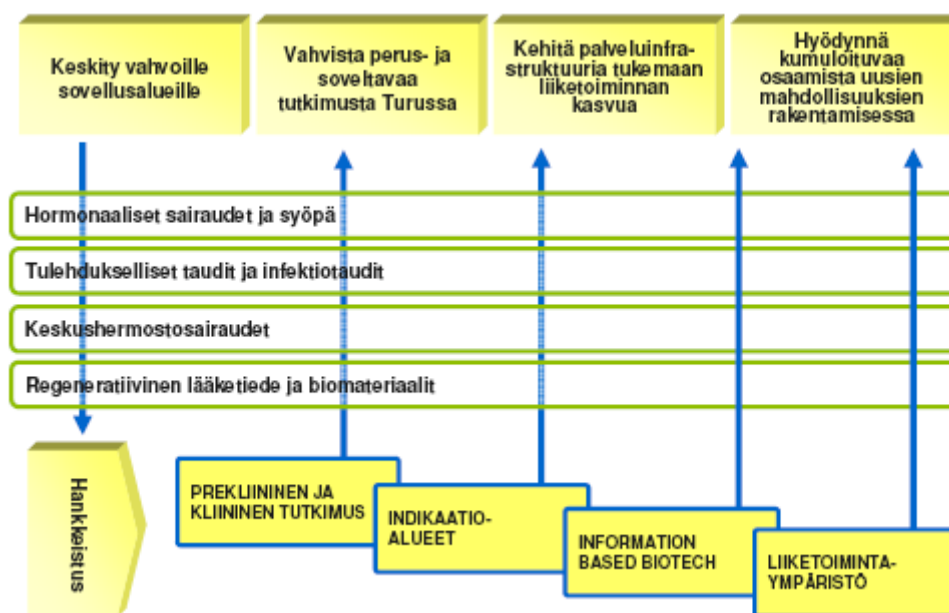 Keskity vahvoille
sovellusalueille
Vahvista perus- ja
soveltavaa
tutkimusta Turussa
Kehitä palveluinfra-
struktuuria tukemaan
liiketoiminnan
kasvua
Hyödynnä
kumuloituvaa
osaamista uusien
mahdollisuuksien
rakentamisessa
Hormonaaliset sairaudet ja syöpä
Tulehdukselliset taudit ja infektiotaudit
Keskushermostosairaudet
Regeneratiivinen lääketiede ja biomateriaalit
Hankkeistus
PREKLIININEN JA
KLIININEN TUTKIMUS
INDIKAATIO-
ALUEET
INFORMATION
BASED BIOTECH
LIIKETOIMINTA-
YMPÄRISTÖ